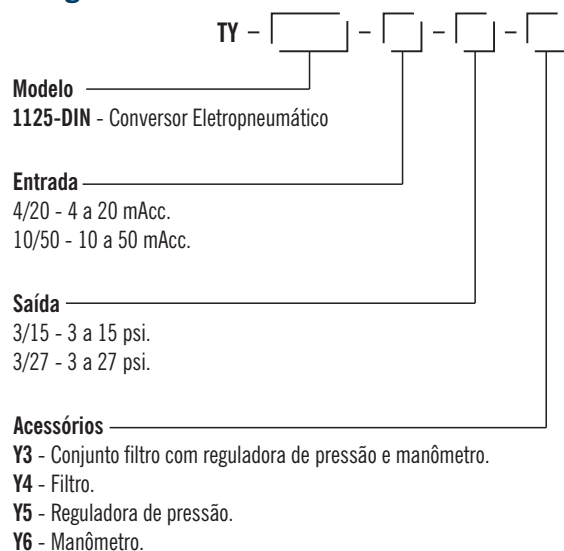 TY – – – –
Modelo
1125-DIN - Conversor Eletropneumático
Entrada
4/20 - 4 a 20 mAcc.
10/50 - 10 a 50 mAcc.
Saída
3/15 - 3 a 15 psi.
3/27 - 3 a 27 psi.
Acessórios
Y3 - Conjunto filtro com reguladora de pressão e manômetro.
Y4 - Filtro.
Y5 - Reguladora de pressão.
Y6 - Manômetro.